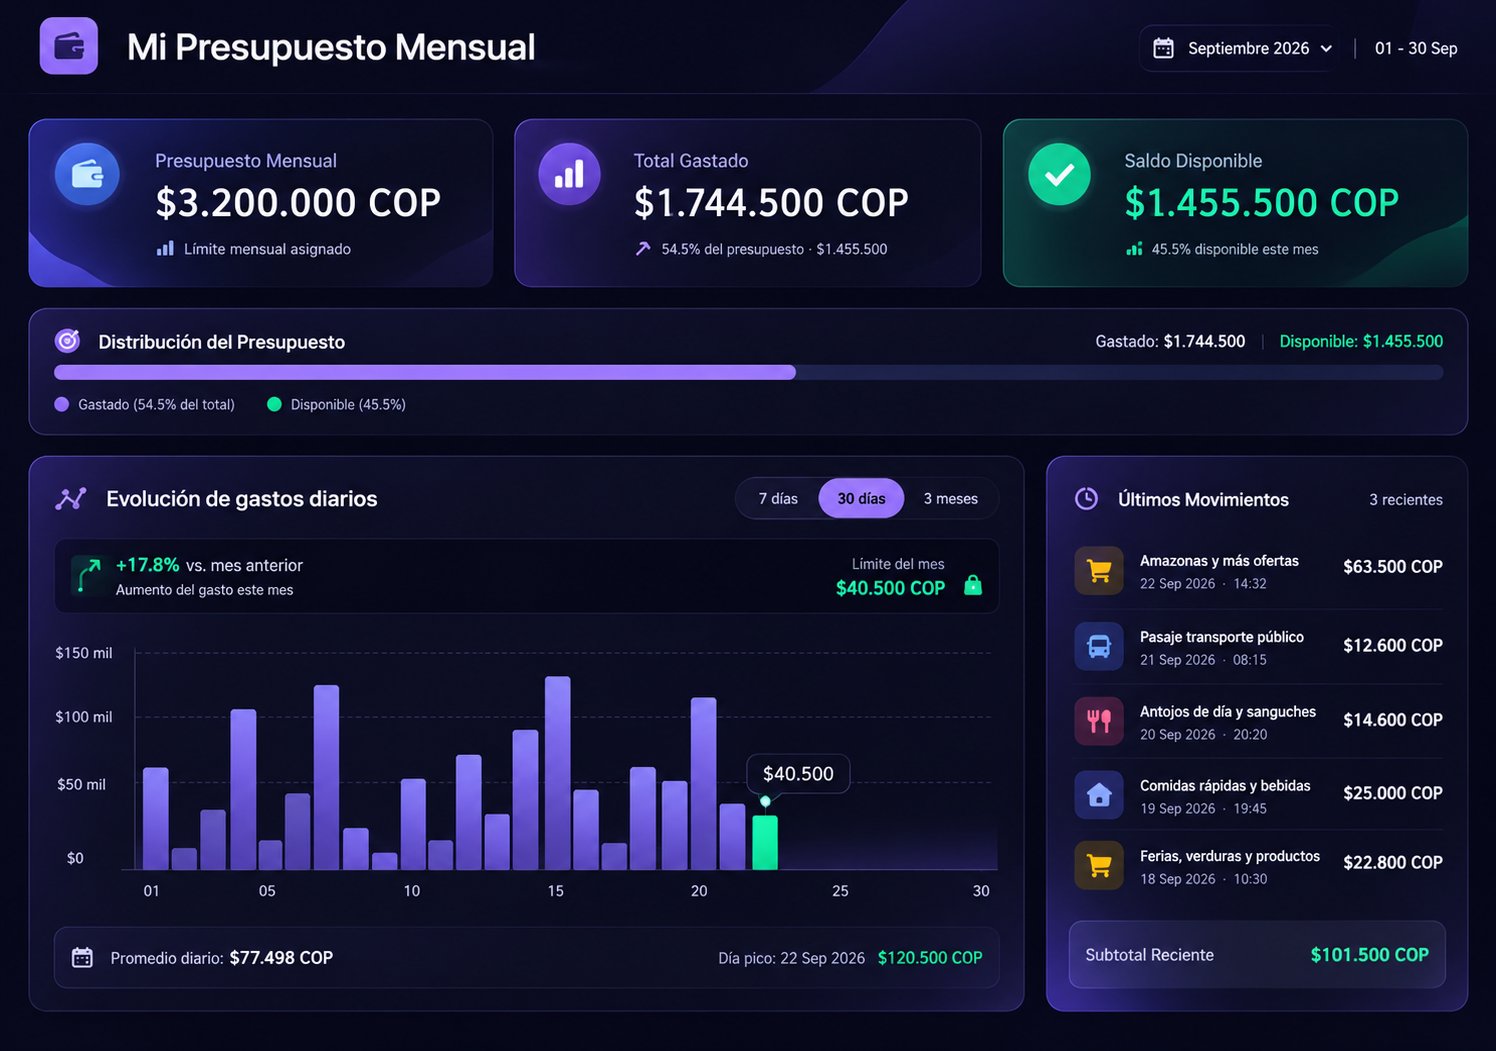 Mi Presupuesto Mensual
Septiembre 2026
01 - 30 Sep
Presupuesto Mensual
$3.200.000 COP
Límite mensual asignado
Total Gastado
$1.744.500 COP
54.5% del presupuesto · $1.455.500
Saldo Disponible
$1.455.500 COP
45.5% disponible este mes
Distribución del Presupuesto
Gastado: $1.744.500
Disponible: $1.455.500
Gastado (54.5% del total)
Disponible (45.5%)
Evolución de gastos diarios
7 días
30 días
3 meses
+17.8% vs. mes anterior
Aumento del gasto este mes
Límite del mes
$40.500 COP
$150 mil
$100 mil
$50 mil
$0
$40.500
01
05
10
15
20
25
30
Promedio diario: $77.498 COP
Día pico: 22 Sep 2026 $120.500 COP
Últimos Movimientos
3 recientes
Amazonas y más ofertas
22 Sep 2026 · 14:32
$63.500 COP
Pasaje transporte público
21 Sep 2026 · 08:15
$12.600 COP
Antojos de día y sanguches
20 Sep 2026 · 20:20
$14.600 COP
Comidas rápidas y bebidas
19 Sep 2026 · 19:45
$25.000 COP
Ferias, verduras y productos
18 Sep 2026 · 10:30
$22.800 COP
Subtotal Reciente
$101.500 COP